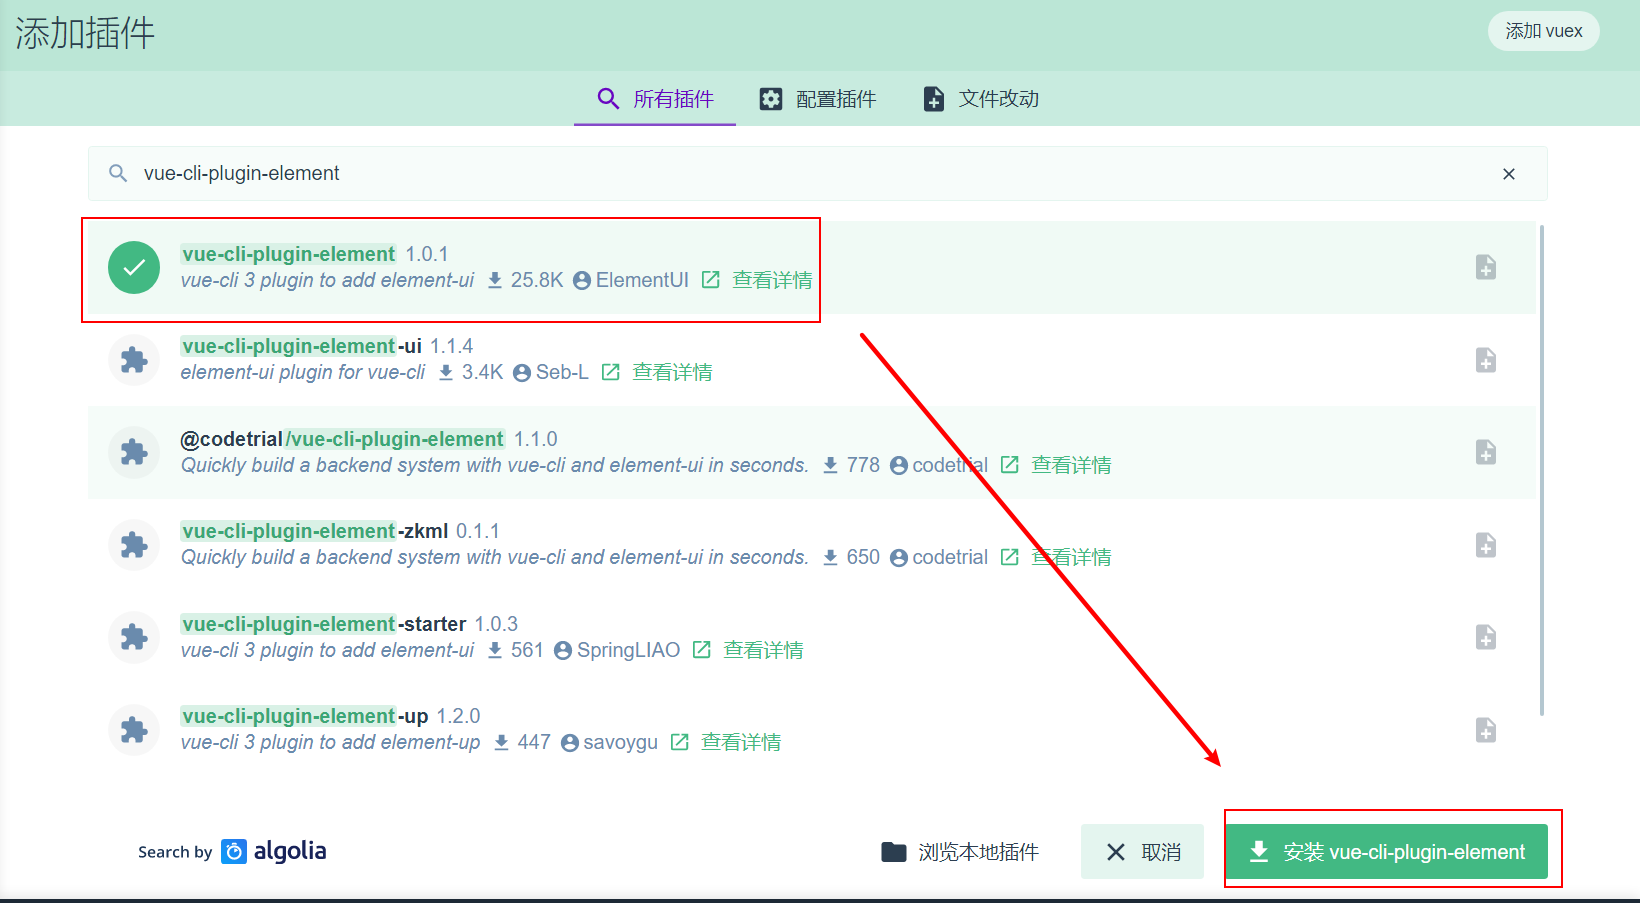 添加插件
添加 vuex
所有插件 配置插件 文件改动
vue-cli-plugin-element
vue-cli-plugin-element 1.0.1
vue-cli 3 plugin to add element-ui 25.8K ElementUI 查看详情
vue-cli-plugin-element-ui 1.1.4
element-ui plugin for vue-cli 3.4K Seb-L 查看详情
@codetrial/vue-cli-plugin-element 1.1.0
Quickly build a backend system with vue-cli and element-ui in seconds. 778 codetrial 查看详情
vue-cli-plugin-element-zkml 0.1.1
Quickly build a backend system with vue-cli and element-ui in seconds. 650 codetrial 查看详情
vue-cli-plugin-element-starter 1.0.3
vue-cli 3 plugin to add element-ui 561 SpringLIAO 查看详情
vue-cli-plugin-element-up 1.2.0
vue-cli 3 plugin to add element-up 447 savoygu 查看详情
Search by algolia
浏览本地插件 取消 安装 vue-cli-plugin-element